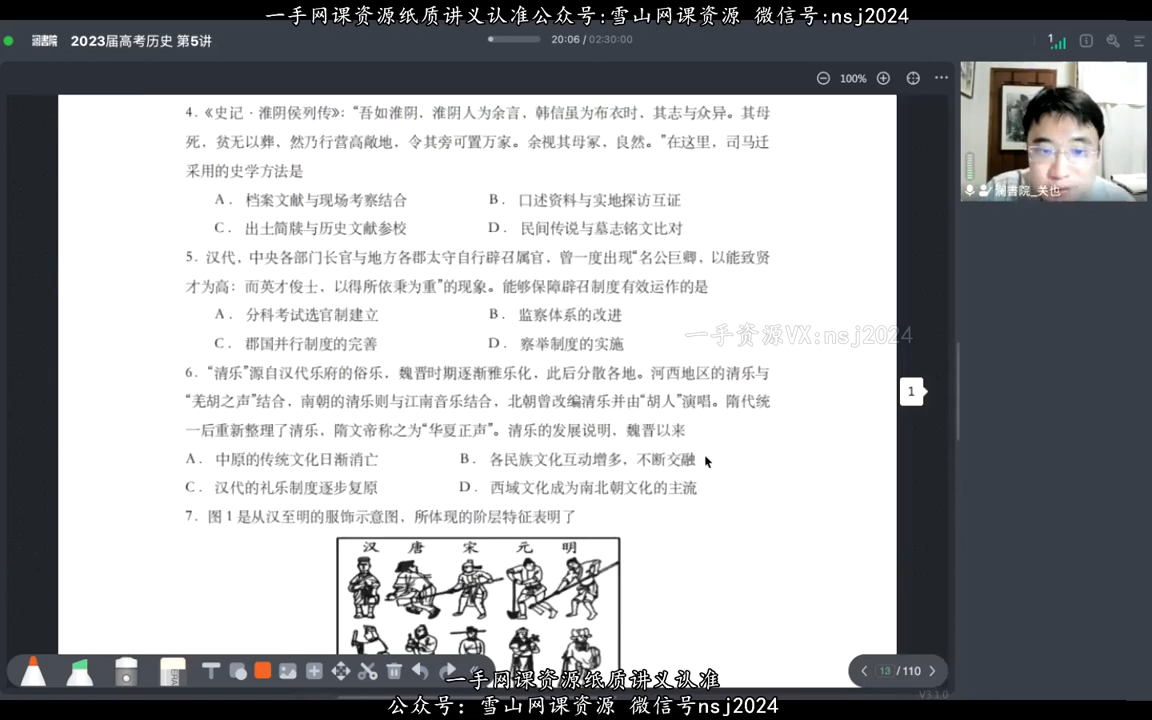 一手网课资源纸质讲义认准公众号:雪山网课资源 微信号:nsj2024
2023届高考历史 第5讲
20:06 / 02:30:00
1
100%
4.《史记·淮阴侯列传》：“吾如淮阴，淮阴人为余言，韩信虽为布衣时，其志与众异。其母
死，贫无以葬，然乃行营高敞地，令其旁可置万家。余视其母冢，良然。”在这里，司马迁
采用的史学方法是
A． 档案文献与现场考察结合 B． 口述资料与实地探访互证
C． 出土简牍与历史文献参校 D． 民间传说与墓志铭文比对
5．汉代，中央各部门长官与地方各郡太守自行辟召属官，曾一度出现“名公巨卿，以能致贤
才为高；而英才俊士，以得所依秉为重”的现象。能够保障辟召制度有效运作的是
A． 分科考试选官制建立 B． 监察体系的改进
C． 郡国并行制度的完善 D． 察举制度的实施
一手资源VX:nsj2024
6．“清乐”源自汉代乐府的俗乐，魏晋时期逐渐雅乐化，此后分散各地。河西地区的清乐与
“羌胡之声”结合，南朝的清乐则与江南音乐结合，北朝曾改编清乐并由“胡人”演唱。隋代统
一后重新整理了清乐，隋文帝称之为“华夏正声”。清乐的发展说明，魏晋以来
A． 中原的传统文化日渐消亡 B． 各民族文化互动增多，不断交融
C． 汉代的礼乐制度逐步复原 D． 西域文化成为南北朝文化的主流
1
7．图 1 是从汉至明的服饰示意图，所体现的阶层特征表明了
汉 唐 宋 元 明
13 / 110
V3.1.0
一手网课资源纸质讲义认准
公众号：雪山网课资源 微信号nsj2024